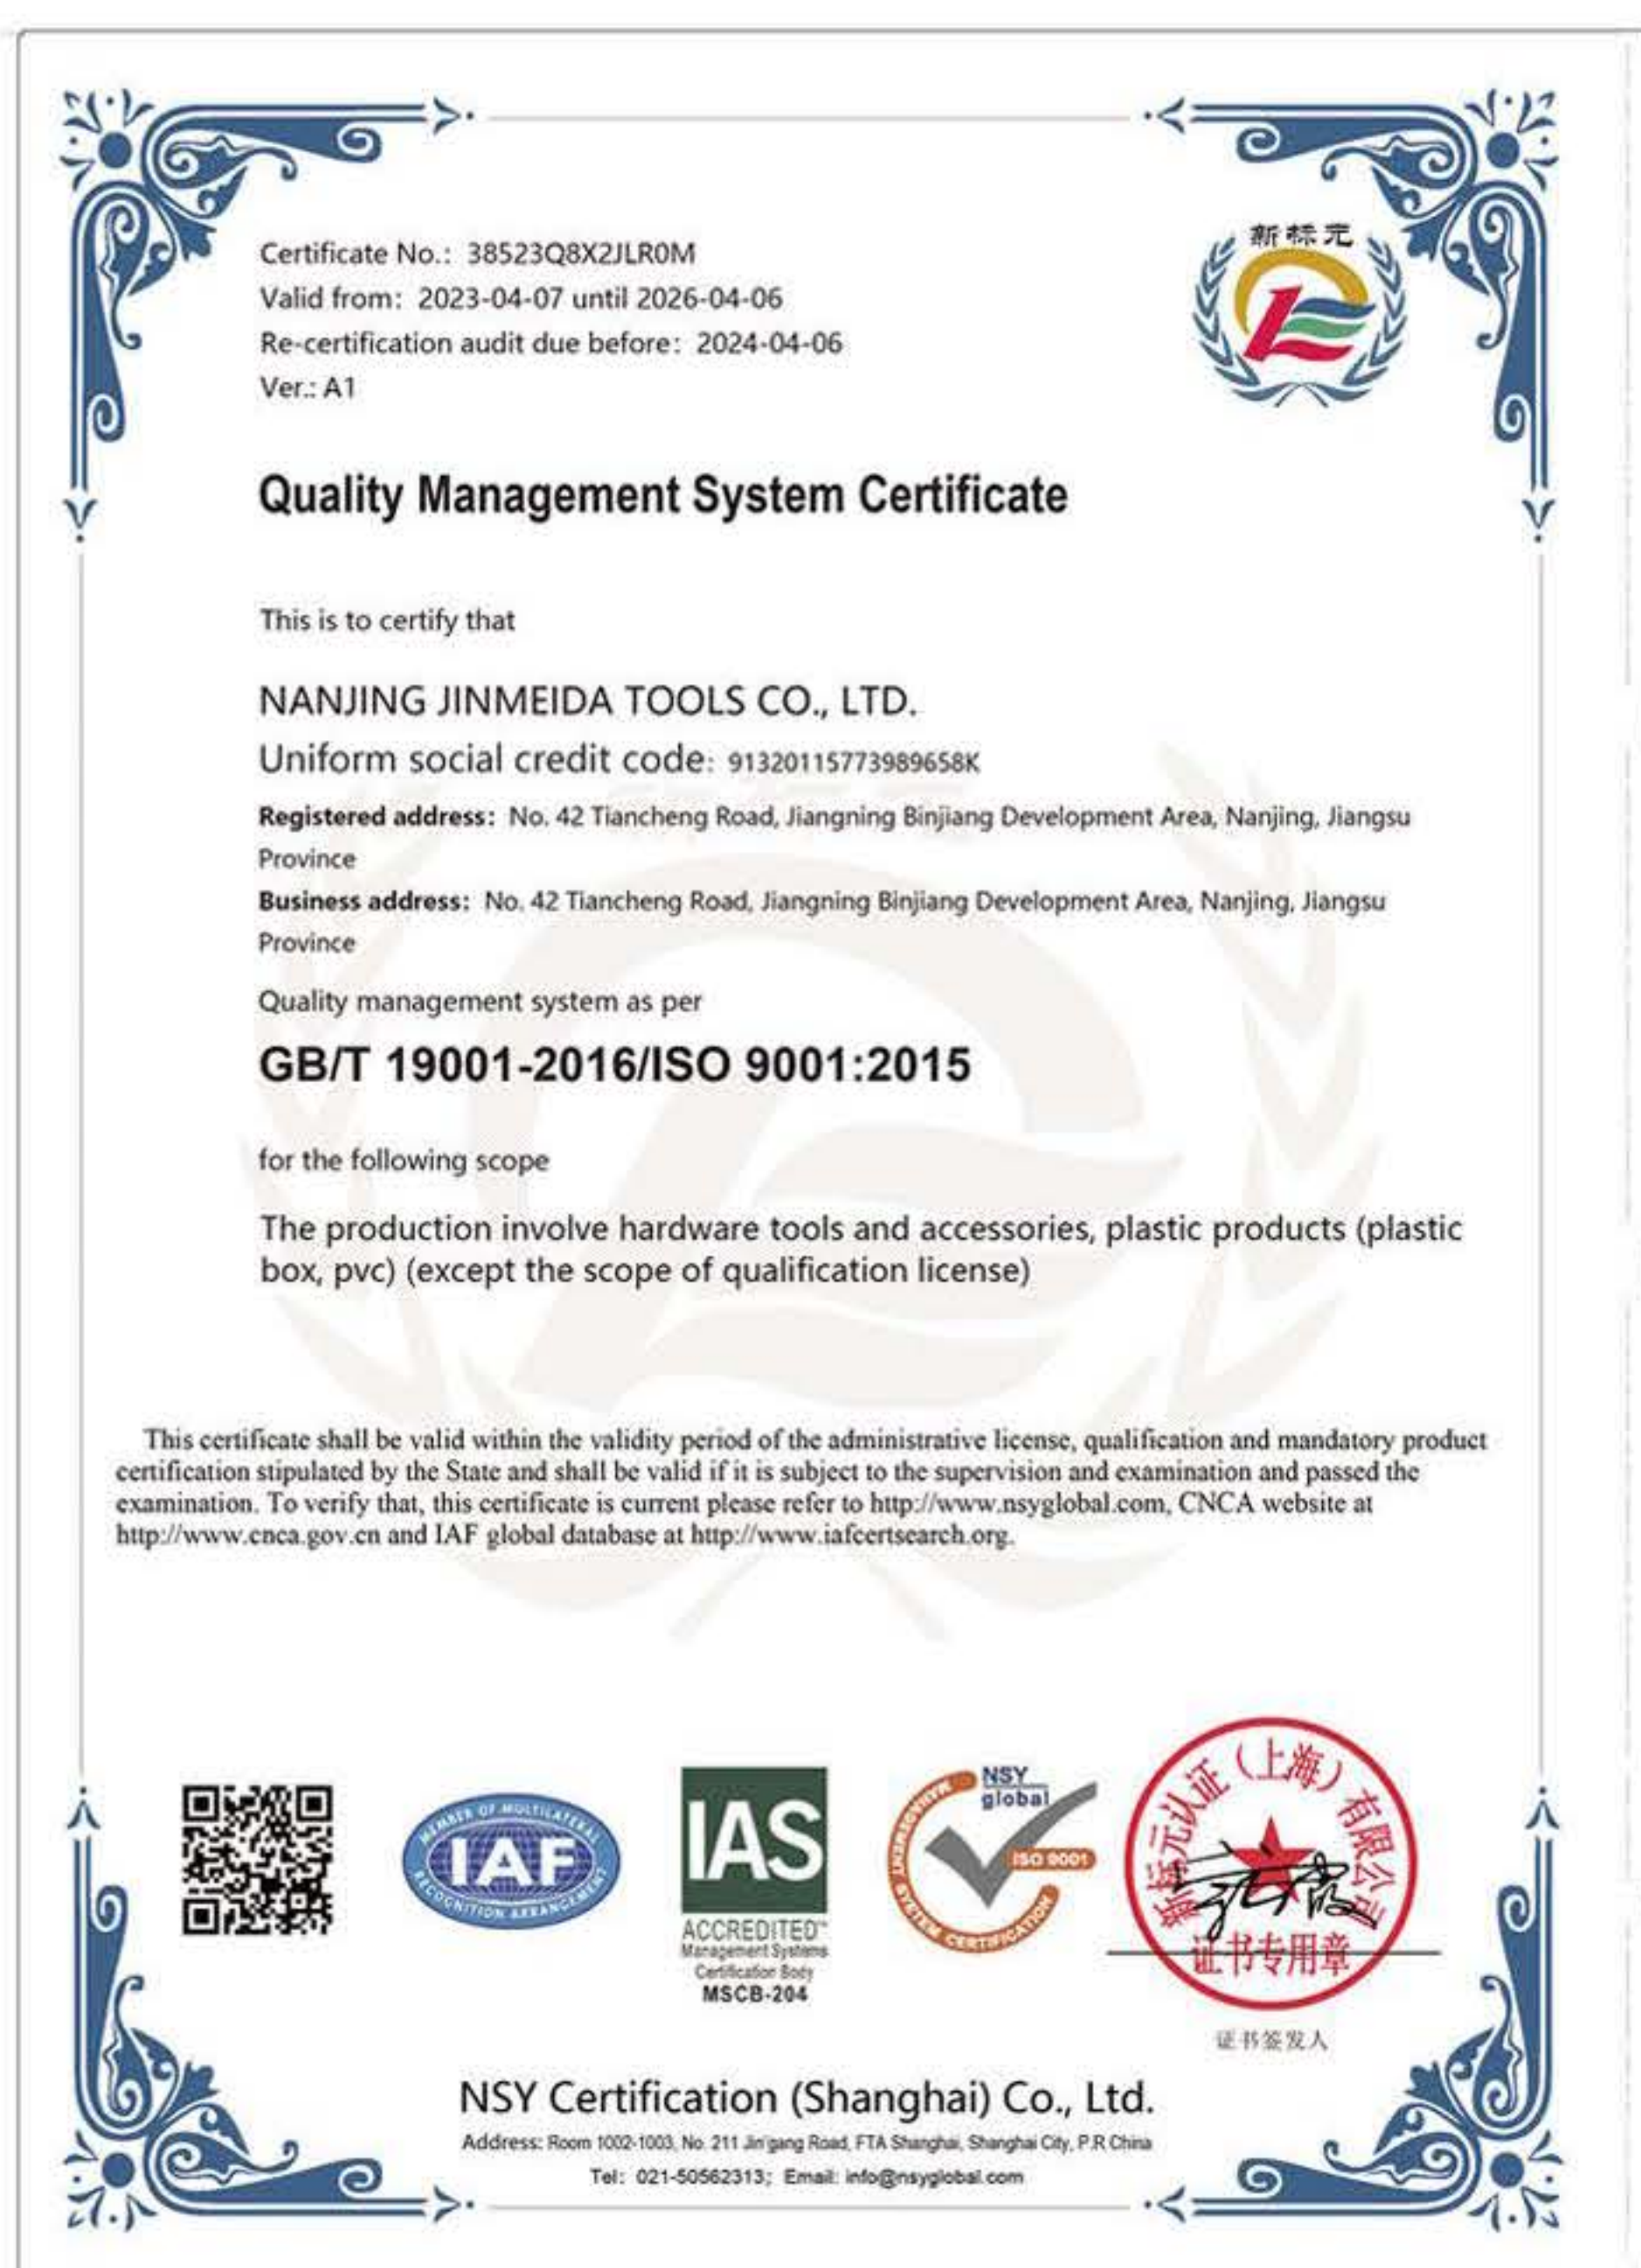 新标元
Certificate No.: 38523Q8X2JLR0M
Valid from: 2023-04-07 until 2026-04-06
Re-certification audit due before: 2024-04-06
Ver.: A1
Quality Management System Certificate
This is to certify that
NANJING JINMEIDA TOOLS CO., LTD.
Uniform social credit code: 91320115773989658K
Registered address: No. 42 Tiancheng Road, Jiangning Binjiang Development Area, Nanjing, Jiangsu
Province
Business address: No. 42 Tiancheng Road, Jiangning Binjiang Development Area, Nanjing, Jiangsu
Province
Quality management system as per
GB/T 19001-2016/ISO 9001:2015
for the following scope
The production involve hardware tools and accessories, plastic products (plastic
box, pvc) (except the scope of qualification license)
This certificate shall be valid within the validity period of the administrative license, qualification and mandatory product
certification stipulated by the State and shall be valid if it is subject to the supervision and examination and passed the
examination. To verify that, this certificate is current please refer to http://www.nsyglobal.com, CNCA website at
http://www.cnca.gov.cn and IAF global database at http://www.iafcertsearch.org.
MEMBER OF MULTILATERAL
IAF
RECOGNITION ARRANGEMENT
IAS
ACCREDITED™
Management Systems
Certification Body
MSCB-204
NSY
global
ISO 9001
MANAGEMENT SYSTEM CERTIFICATION
新标元认证（上海）有限公司
证书专用章
证书签发人
NSY Certification (Shanghai) Co., Ltd.
Address: Room 1002-1003, No. 211 Jin'gang Road, FTA Shanghai, Shanghai City, P.R China
Tel: 021-50562313; Email: info@nsyglobal.com